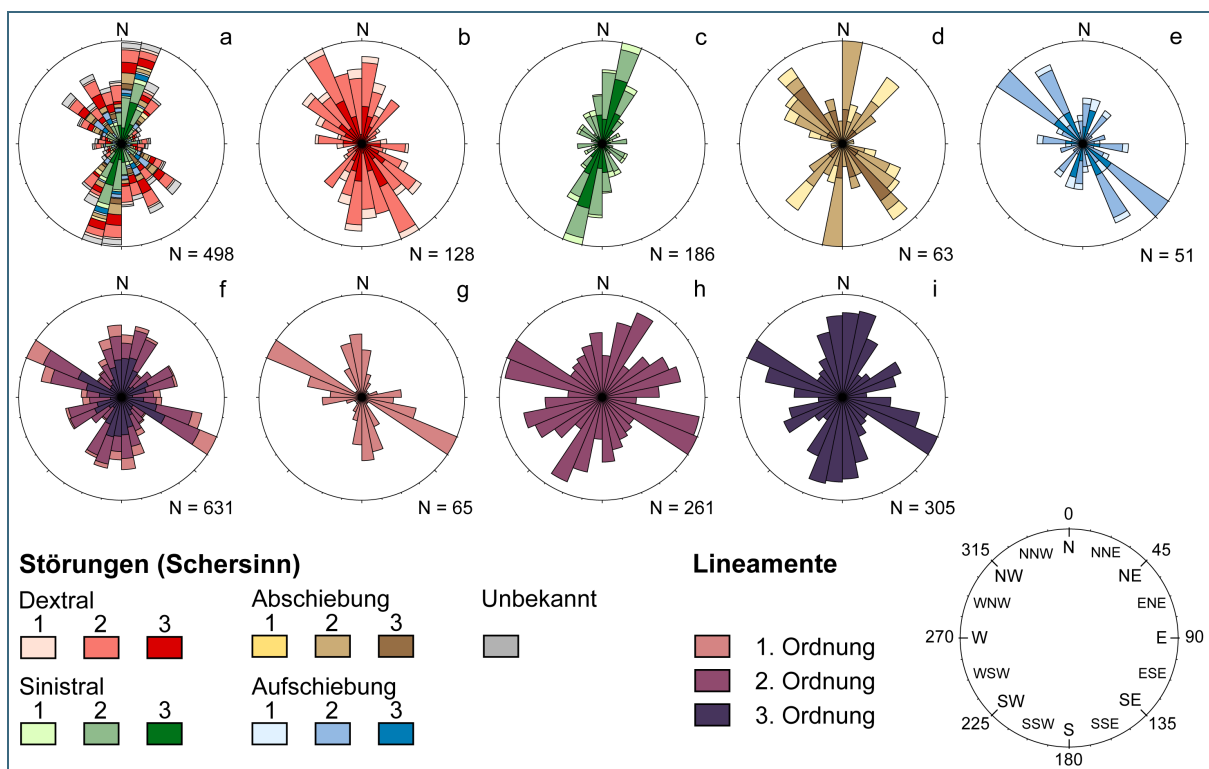 N a N b N c N d N e
N = 498 N = 128 N = 186 N = 63 N = 51
N f N g N h N i
N = 631 N = 65 N = 261 N = 305
Störungen (Schersinn)
Dextral
1 2 3
Sinistral
1 2 3
Abschiebung
1 2 3
Aufschiebung
1 2 3
Unbekannt
Lineamente
1. Ordnung
2. Ordnung
3. Ordnung
0
315 NNW N NNE 45
NW NE
WNW ENE
270 W E 90
WSW ESE
SW SE
225 SSW S SSE 135
180